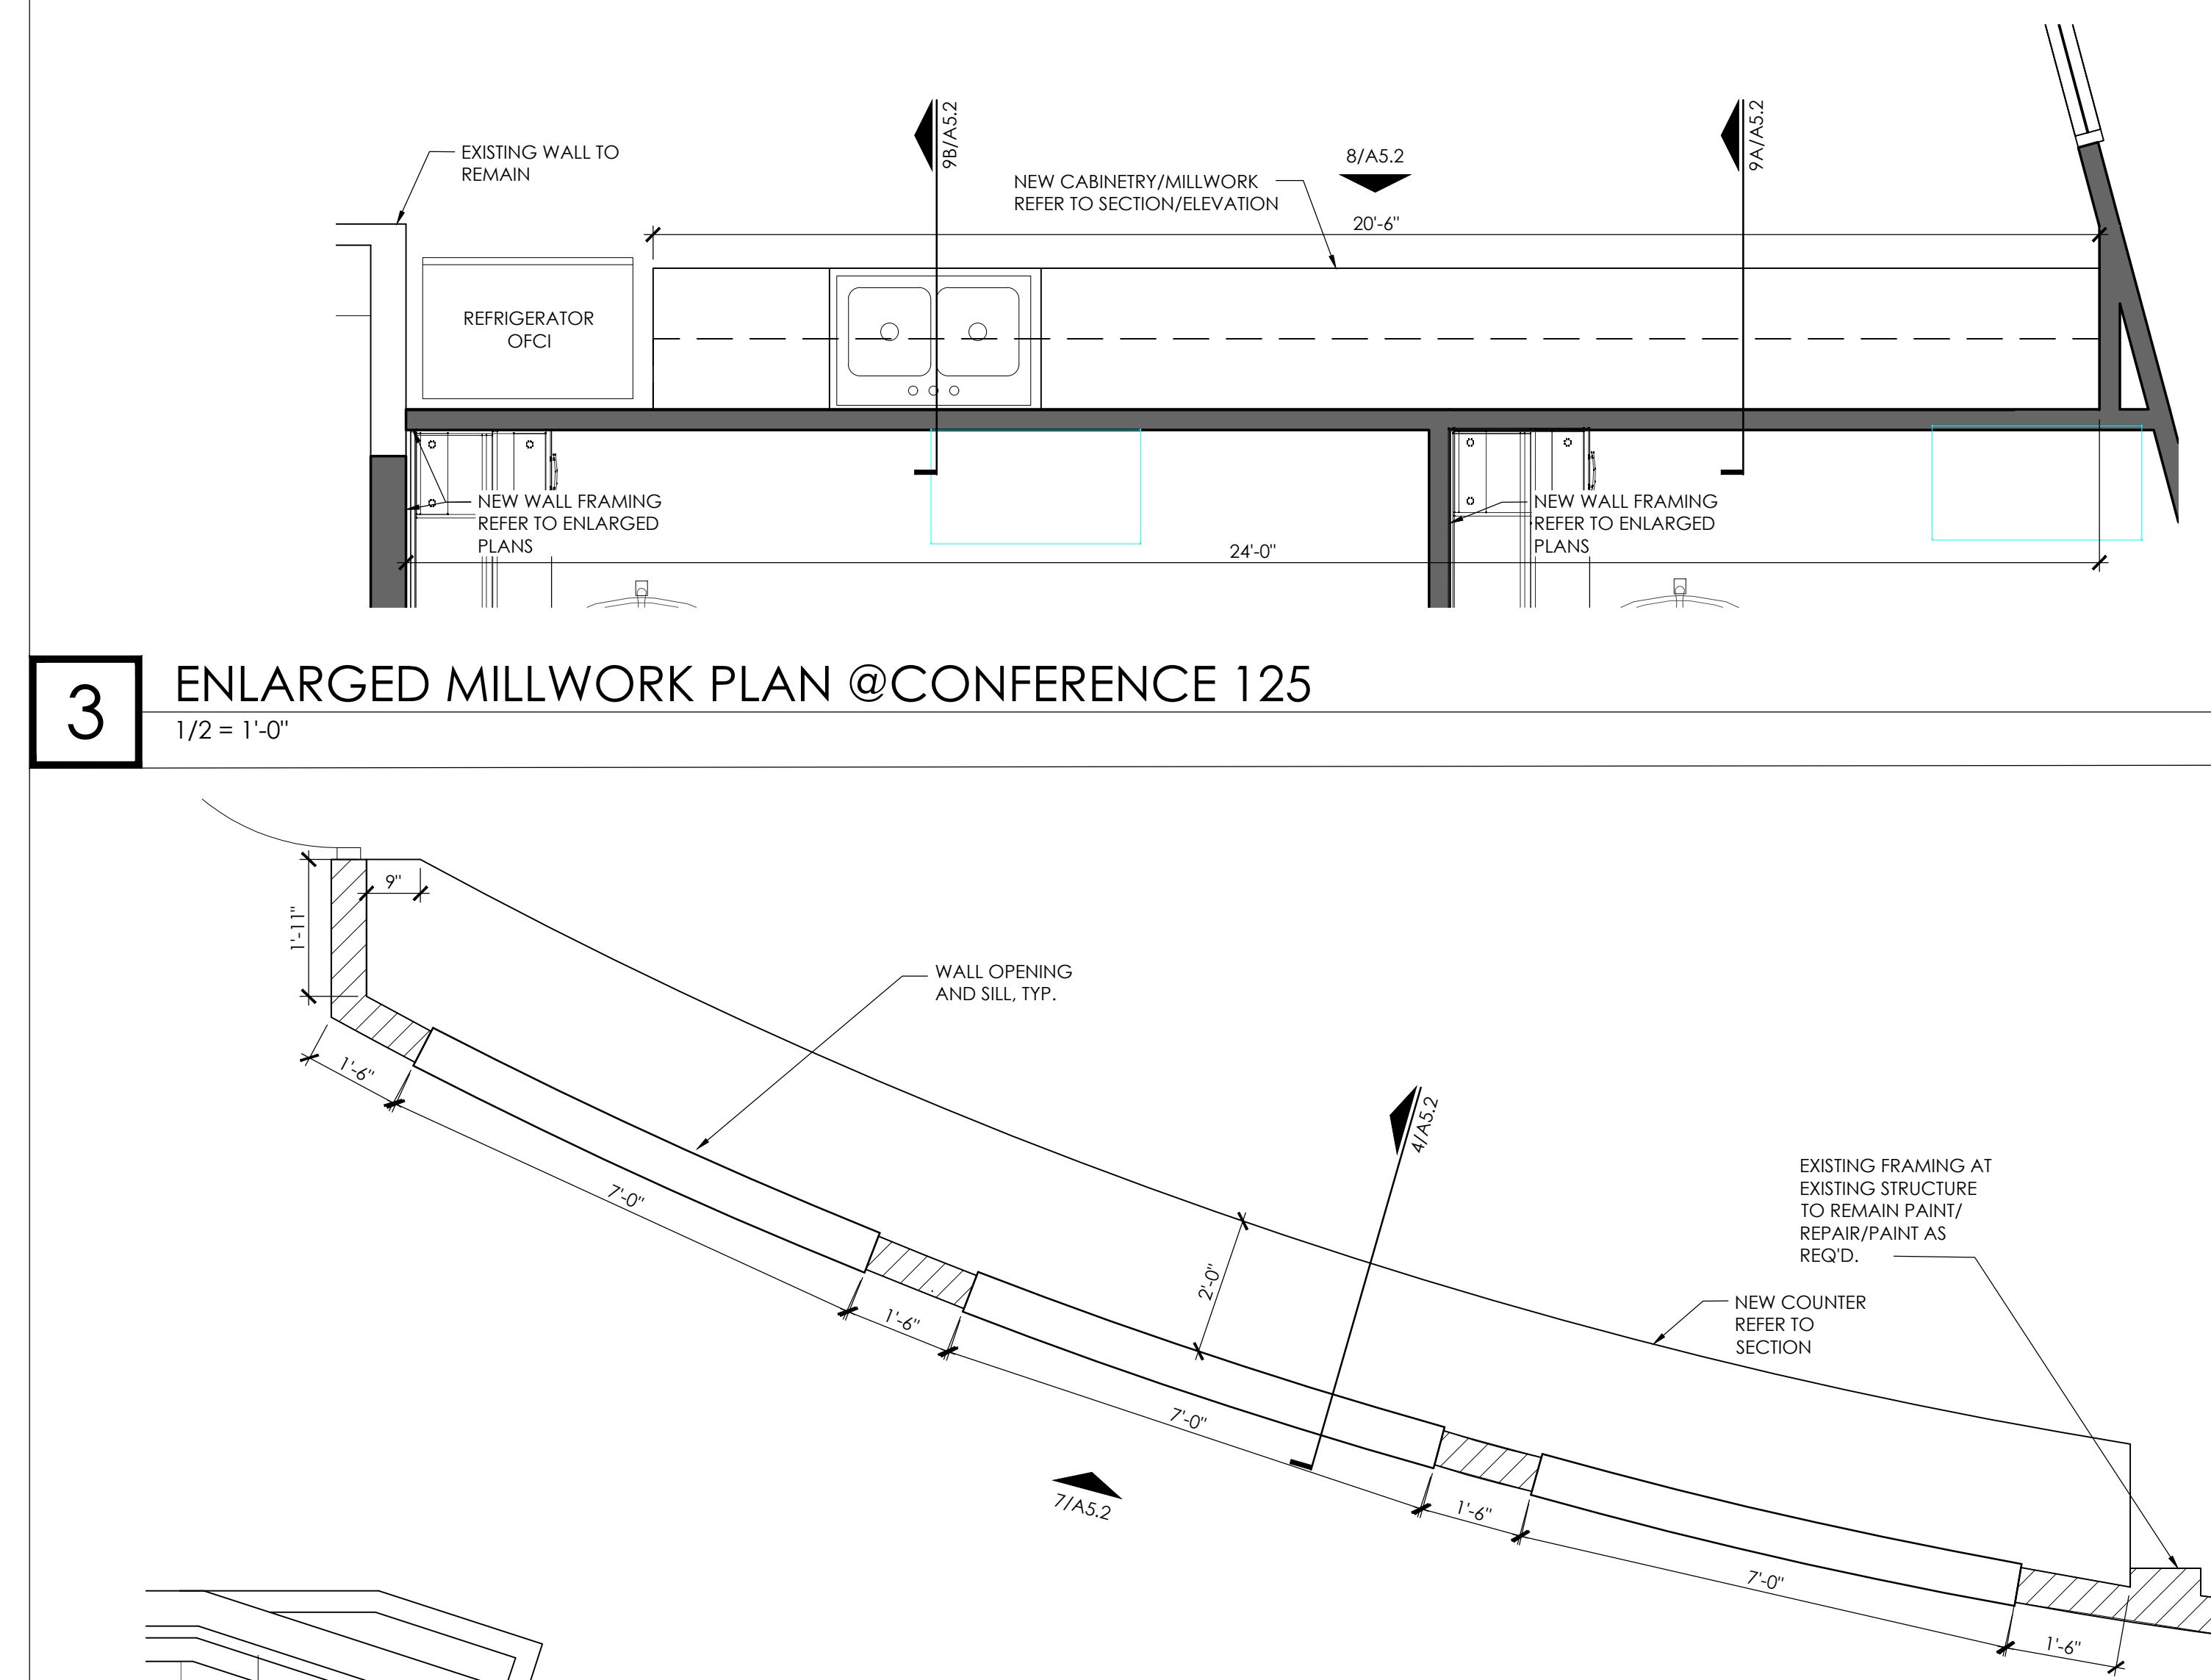 EXISTING WALL TO
REMAIN
9B/A5.2
NEW CABINETRY/MILLWORK
REFER TO SECTION/ELEVATION
8/A5.2
9A/A5.2
20'-6"
REFRIGERATOR
OFCI
NEW WALL FRAMING
REFER TO ENLARGED
PLANS
NEW WALL FRAMING
REFER TO ENLARGED
PLANS
24'-0"
3
ENLARGED MILLWORK PLAN @CONFERENCE 125
1/2 = 1'-0"
9"
1'-11"
WALL OPENING
AND SILL, TYP.
1'-6"
7'-0"
4/A5.2
EXISTING FRAMING AT
EXISTING STRUCTURE
TO REMAIN PAINT/
REPAIR/PAINT AS
REQ'D.
2'-0"
1'-6"
NEW COUNTER
REFER TO
SECTION
7'-0"
7/A5.2
1'-6"
7'-0"
1'-6"